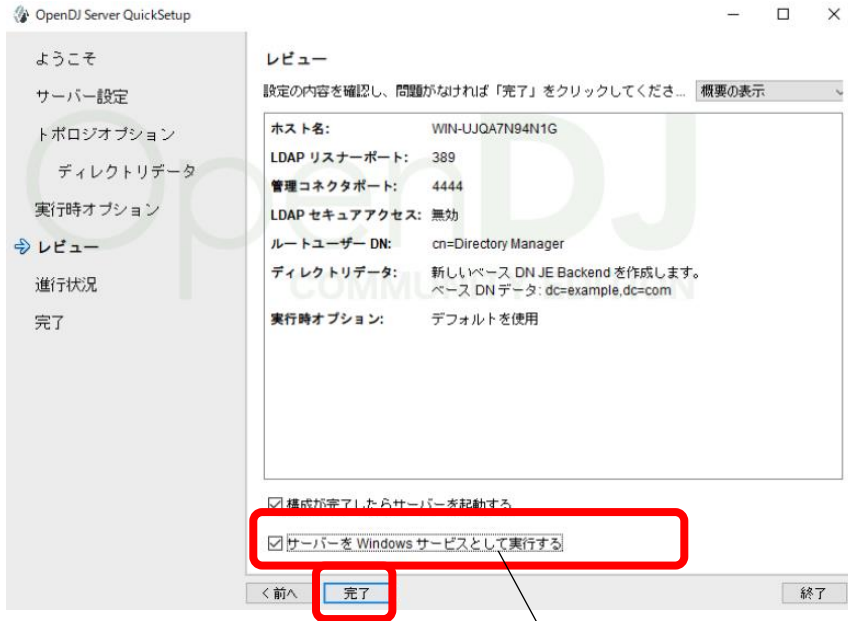 OpenDJ Server QuickSetup
ようこそ
サーバー設定
トポロジオプション
ディレクトリデータ
実行時オプション
レビュー
進行状況
完了
レビュー
設定の内容を確認し、問題がなければ「完了」をクリックしてくださ...
概要の表示
ホスト名: WIN-UJQA7N94N1G
LDAP リスナーポート: 389
管理コネクタポート: 4444
LDAP セキュアアクセス: 無効
ルートユーザー DN: cn=Directory Manager
ディレクトリデータ: 新しいベース DN JE Backend を作成します。
ベース DN データ: dc=example,dc=com
実行時オプション: デフォルトを使用
OpenDJ
構成が完了したらサーバーを起動する
サーバーを Windows サービスとして実行する
< 前へ
完了
終了